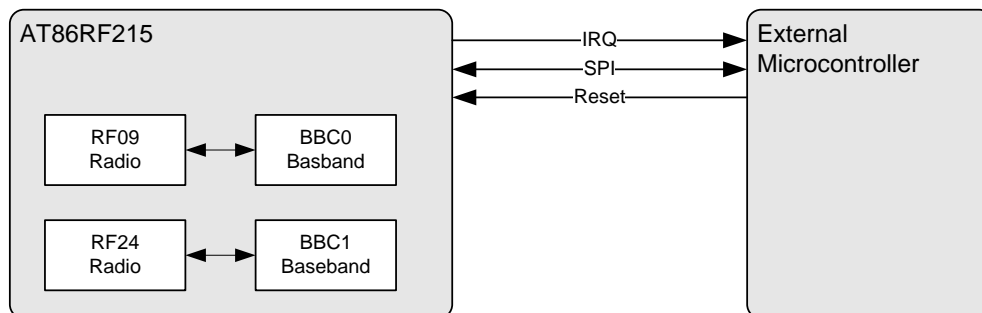 AT86RF215
IRQ
SPI
Reset
External
Microcontroller
RF09
Radio
BBC0
Basband
RF24
Radio
BBC1
Baseband